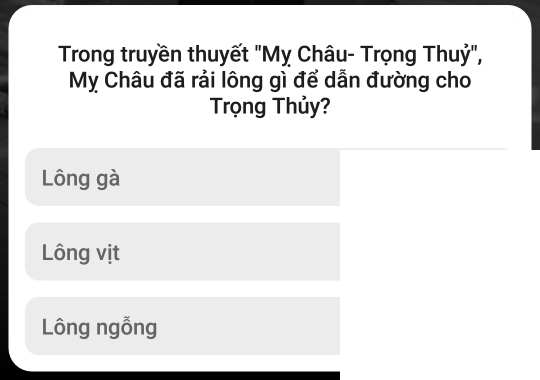 Trong truyền thuyết "Mỵ Châu- Trọng Thuỷ",
Mỵ Châu đã rải lông gì để dẫn đường cho
Trọng Thủy?
Lông gà
Lông vịt
Lông ngỗng